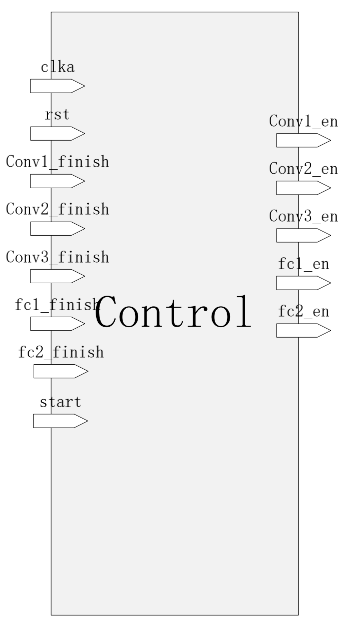 clka
rst
Conv1_finish
Conv2_finish
Conv3_finish
fc1_finish
fc2_finish
start
Control
Conv1_en
Conv2_en
Conv3_en
fc1_en
fc2_en